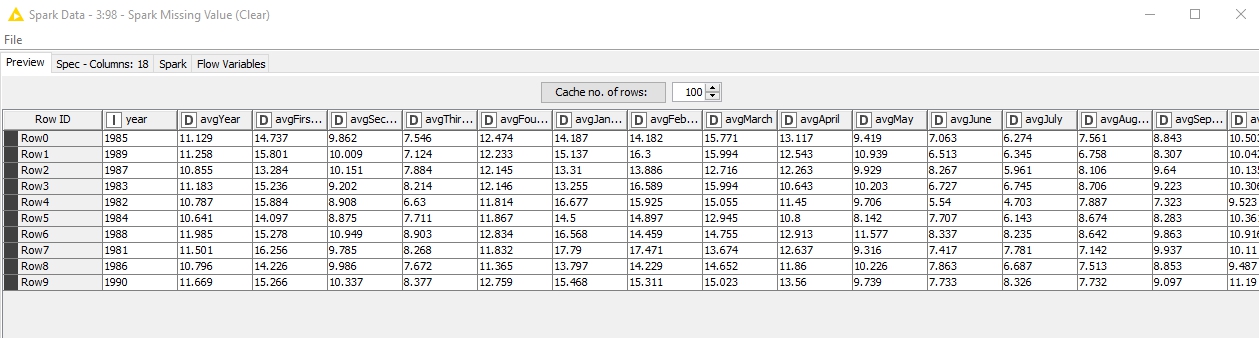 Spark Data - 3:98 - Spark Missing Value (Clear)
File
Preview Spec - Columns: 18 Spark Flow Variables
Cache no. of rows: 100
Row ID I year D avgYear D avgFirs... D avgSec... D avgThir... D avgFou... D avgJan... D avgFeb... D avgMarch D avgApril D avgMay D avgJune D avgJuly D avgAug... D avgSep... D av
Row0 1985 11.129 14.737 9.862 7.546 12.474 14.187 14.182 15.771 13.117 9.419 7.063 6.274 7.561 8.843 10.503
Row1 1989 11.258 15.801 10.009 7.124 12.233 15.137 16.3 15.994 12.543 10.939 6.513 6.345 6.758 8.307 10.042
Row2 1987 10.855 13.284 10.151 7.884 12.145 13.31 13.886 12.716 12.263 9.929 8.267 5.961 8.106 9.64 10.135
Row3 1983 11.183 15.236 9.202 8.214 12.146 13.255 16.589 15.994 10.643 10.203 6.727 6.745 8.706 9.223 10.306
Row4 1982 10.787 15.884 8.908 6.63 11.814 16.677 15.925 15.055 11.45 9.706 5.54 4.703 7.887 7.323 9.523
Row5 1984 10.641 14.097 8.875 7.711 11.867 14.5 14.897 12.945 10.8 8.142 7.707 6.143 8.674 8.283 10.361
Row6 1988 11.985 15.278 10.949 8.903 12.834 16.568 14.459 14.755 12.913 11.577 8.337 8.235 8.642 9.863 10.916
Row7 1981 11.501 16.256 9.785 8.268 11.832 17.79 17.471 13.674 12.637 9.316 7.417 7.781 7.142 9.937 10.11
Row8 1986 10.796 14.226 9.986 7.672 11.365 13.797 14.229 14.652 11.86 10.226 7.863 6.687 7.513 8.853 9.487
Row9 1990 11.669 15.266 10.337 8.377 12.759 15.468 15.311 15.023 13.56 9.739 7.733 8.326 7.732 9.097 11.19